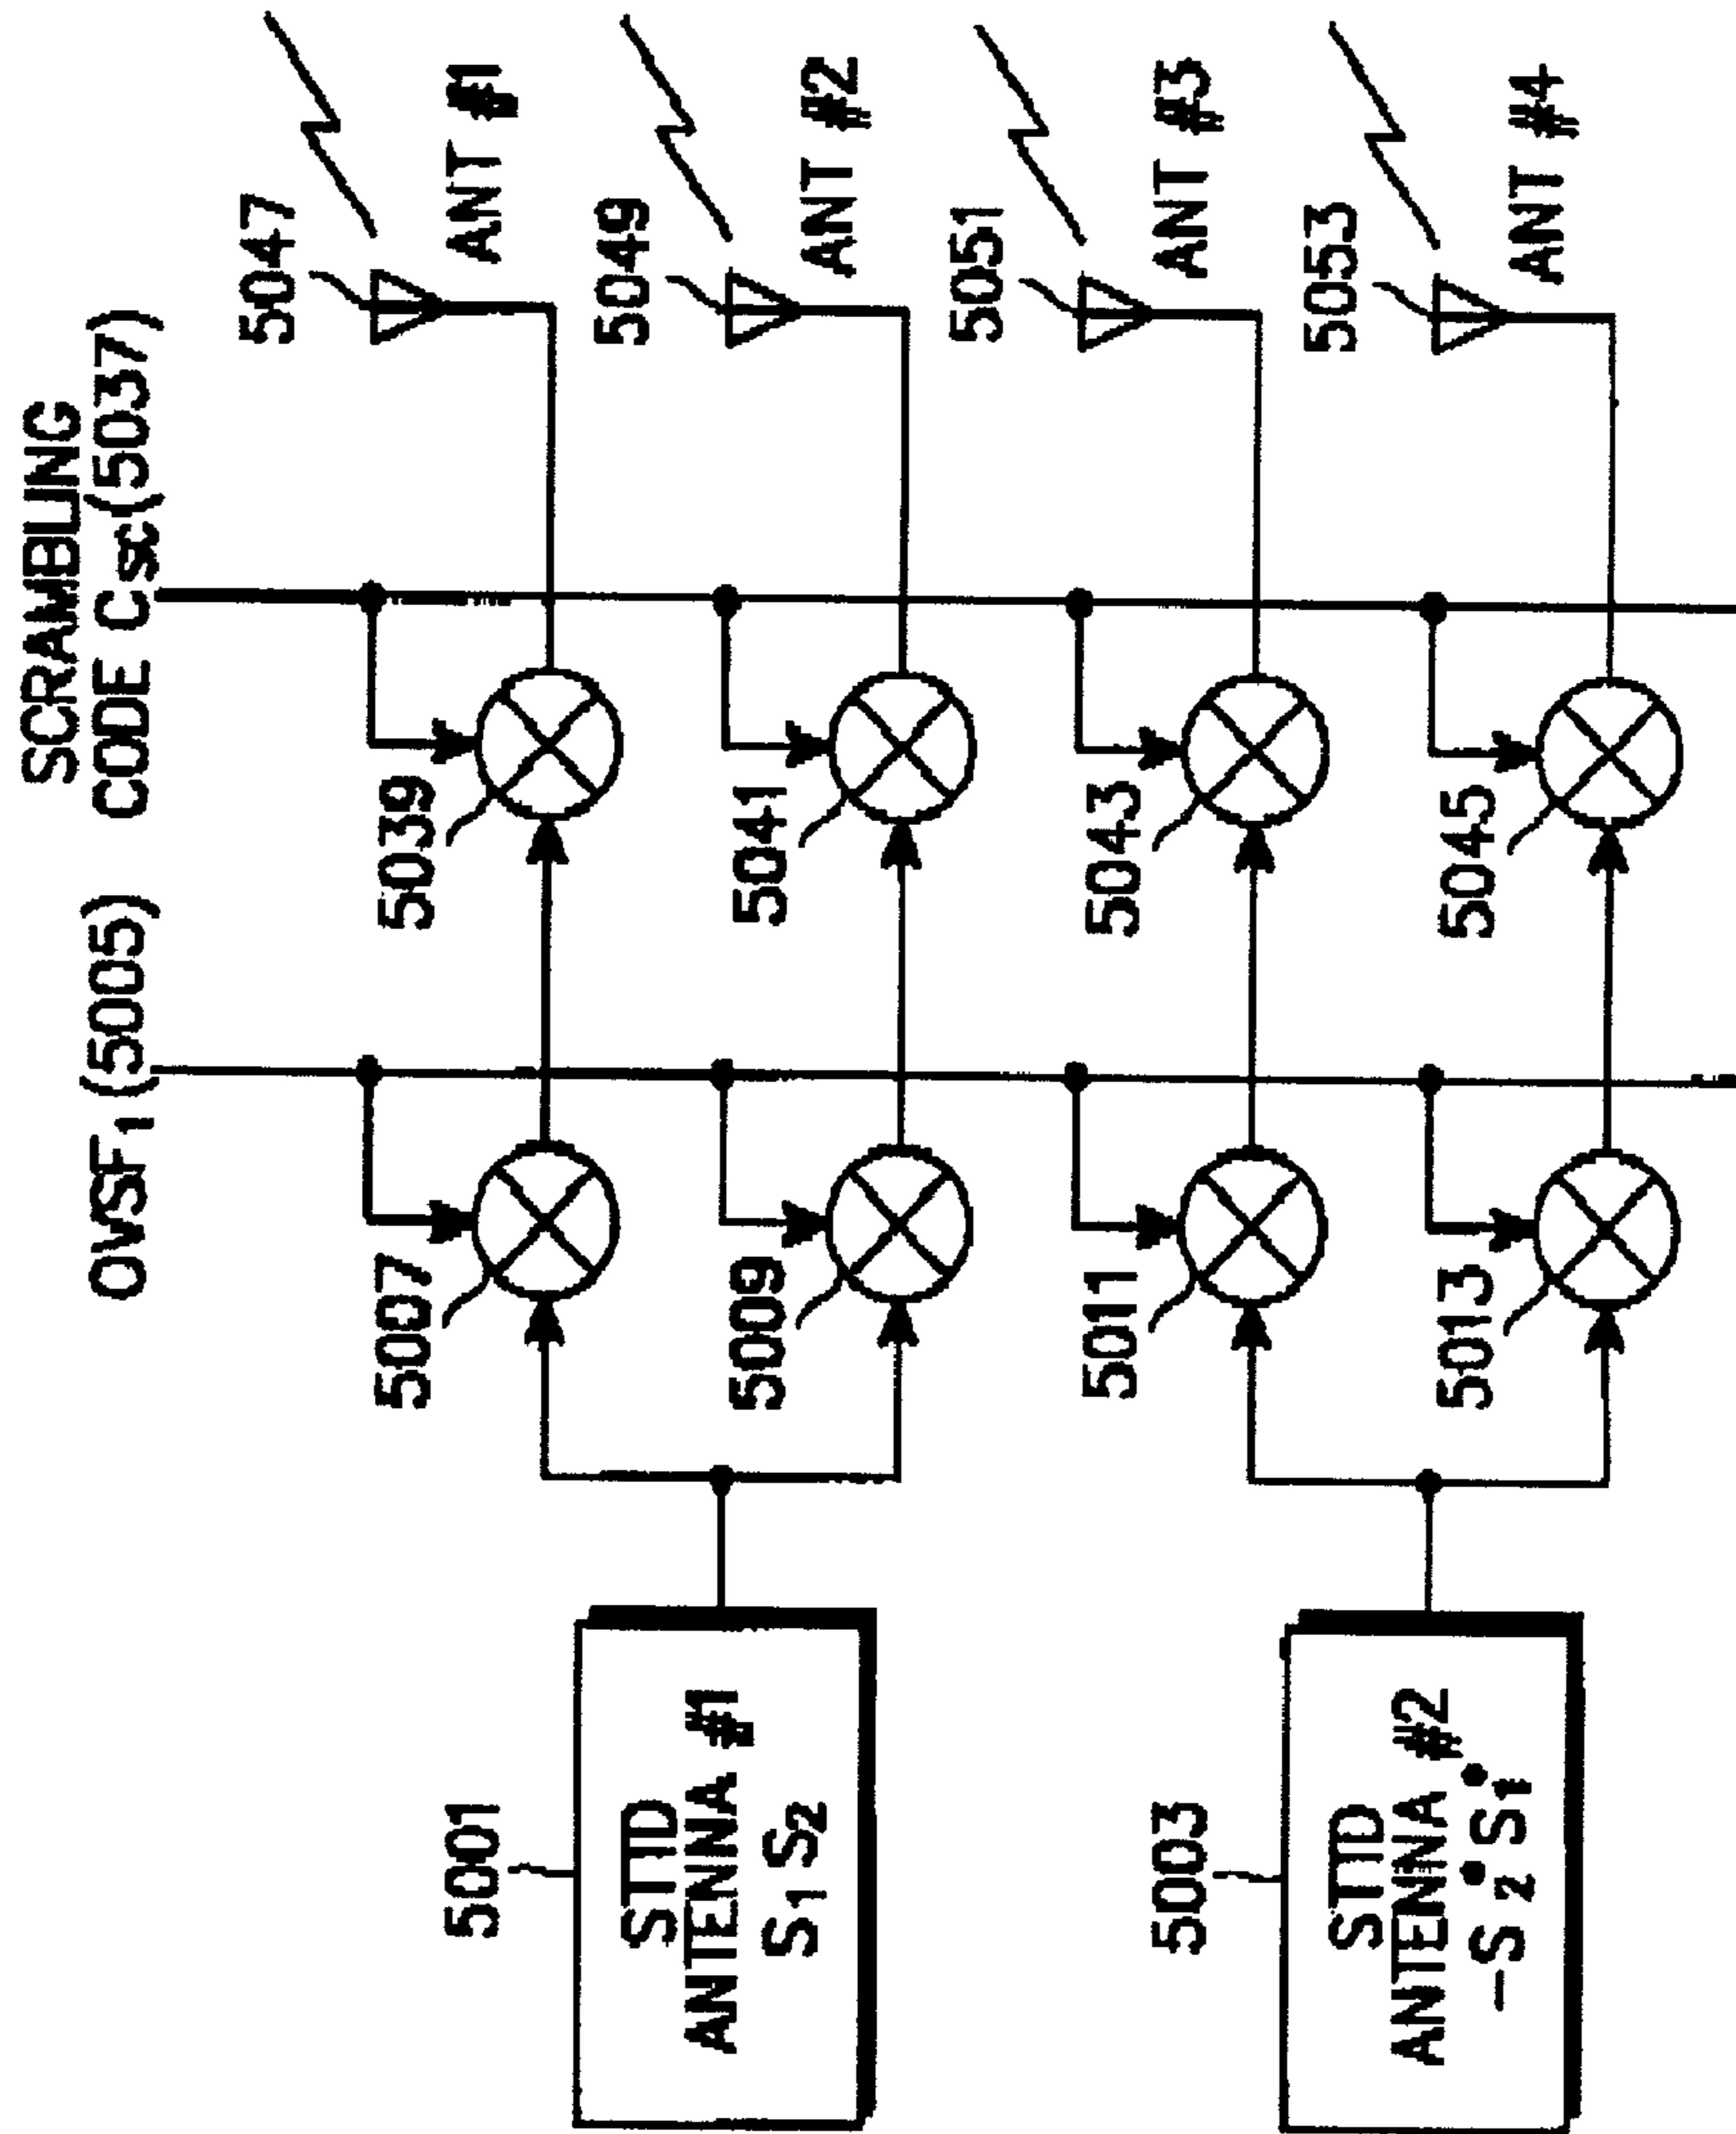 OVSF1 (5005)
SCRAMBLING
CODE Csc(5037)
5001
STTD
ANTENNA #1
S1 S2
5007
5039
5047
ANT #1
5009
5041
5049
ANT #2
5003
STTD
ANTENNA #2
-S2* S1*
5011
5043
5051
ANT #3
5013
5045
5053
ANT #4